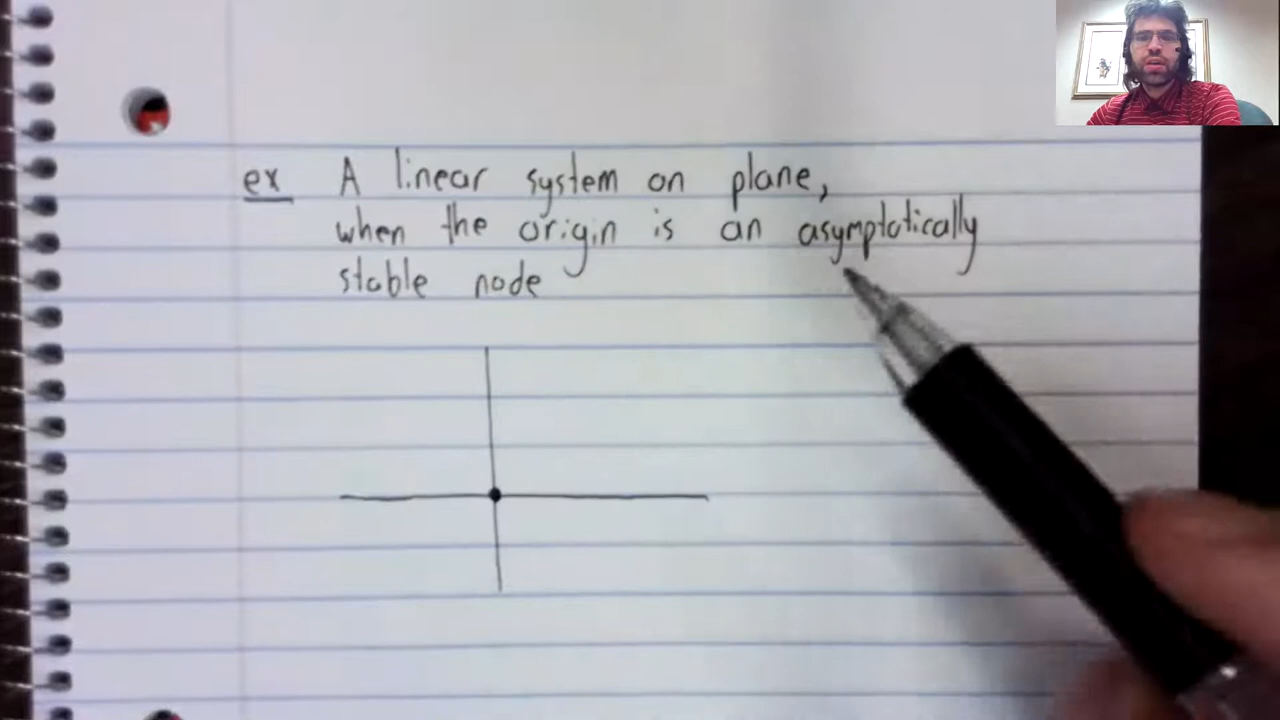 ex A linear system on plane,
when the origin is an asymptotically
stable node